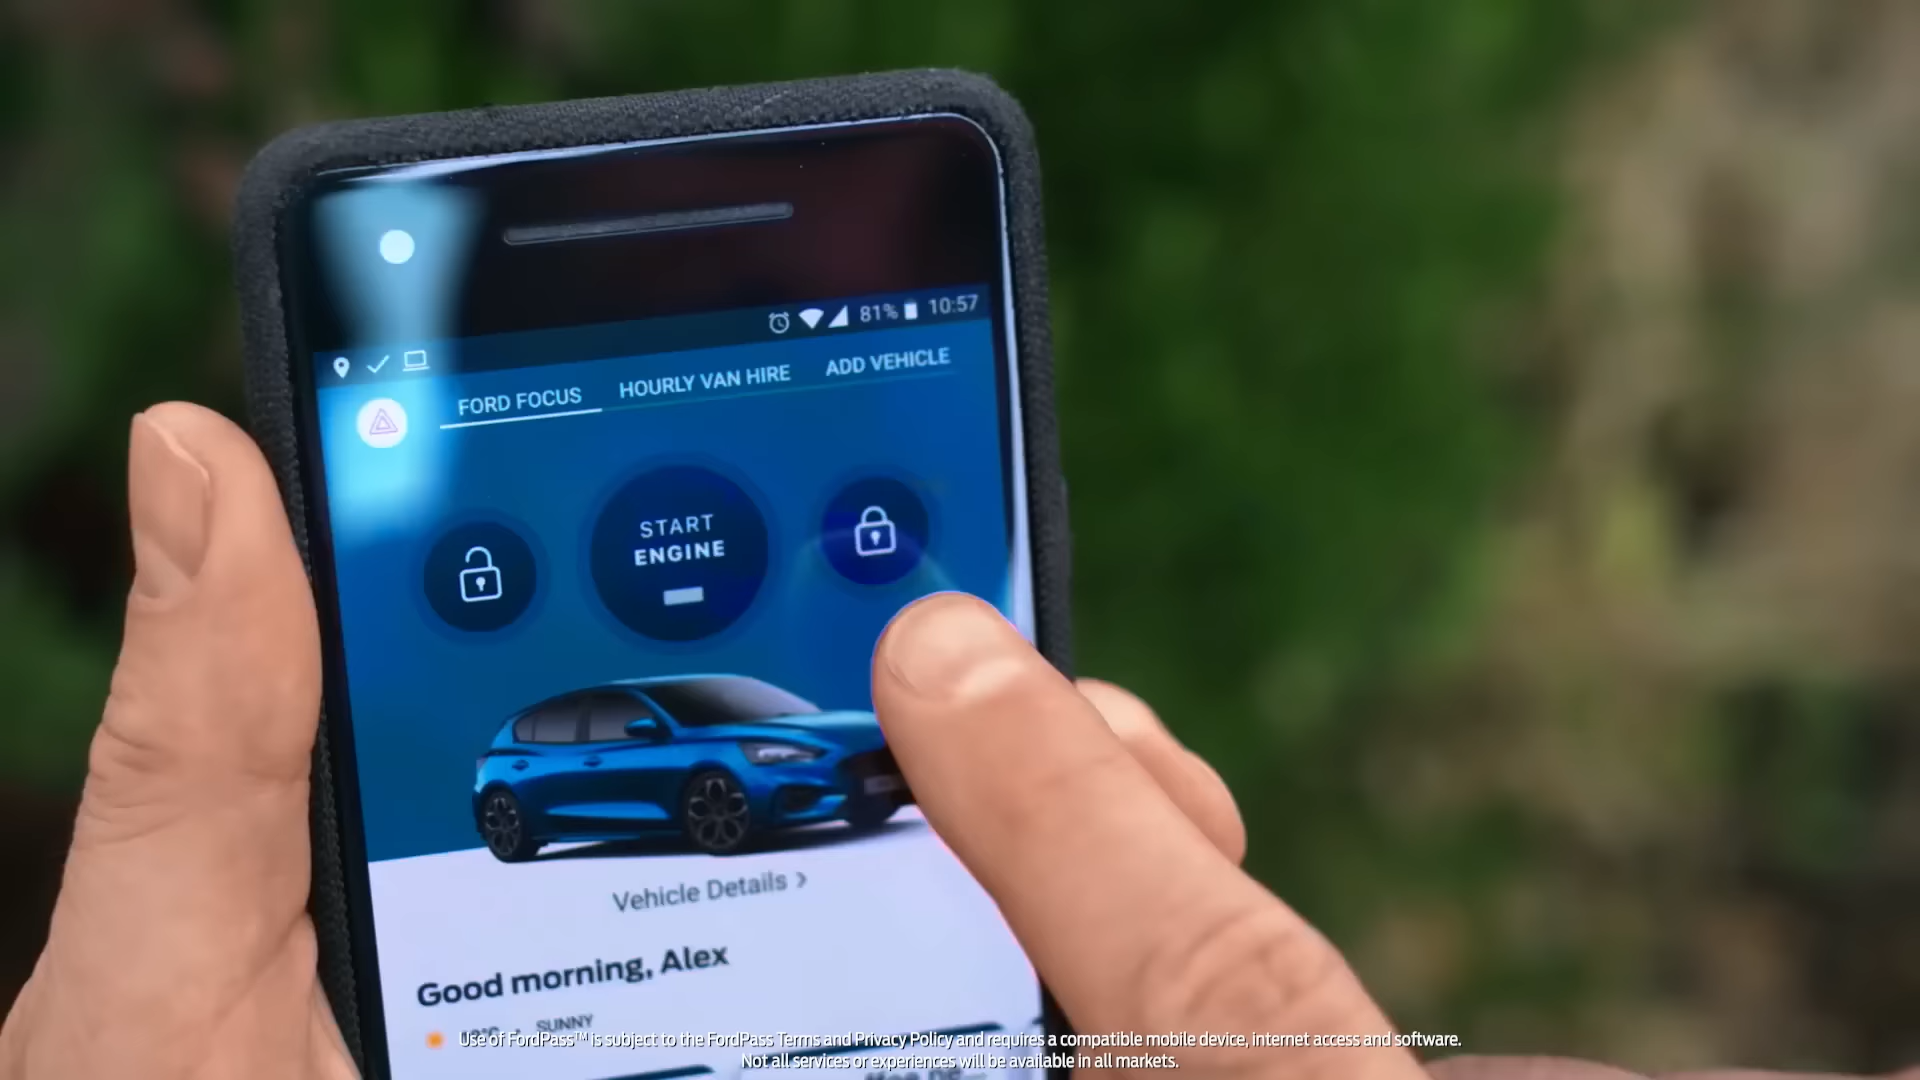 81% 10:57
FORD FOCUS HOURLY VAN HIRE ADD VEHICLE
START
ENGINE
Vehicle Details >
Good morning, Alex
SUNNY
Use of FordPass™ is subject to the FordPass Terms and Privacy Policy and requires a compatible mobile device, internet access and software.
Not all services or experiences will be available in all markets.